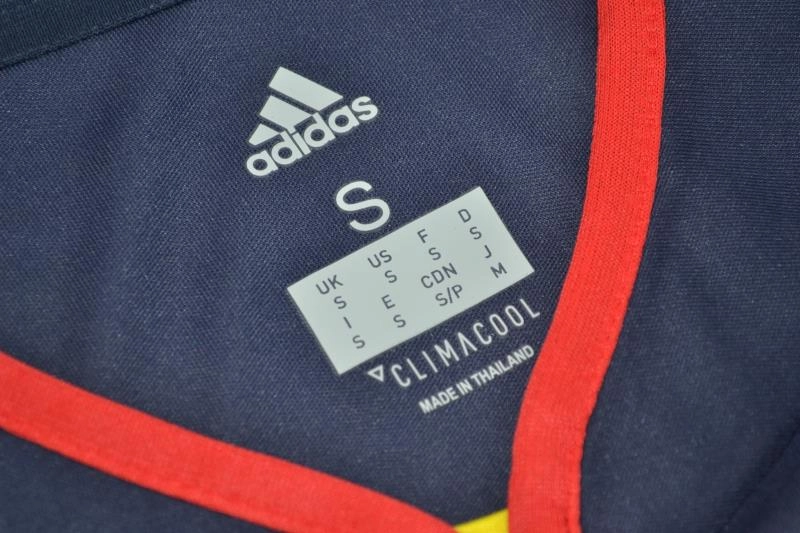 adidas
S
UK US F D
S S S S
I E CDN J
S S S/P M
CLIMACOOL
MADE IN THAILAND